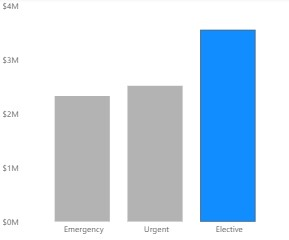 $4M
$3M
$2M
$1M
$0M
Emergency Urgent Elective